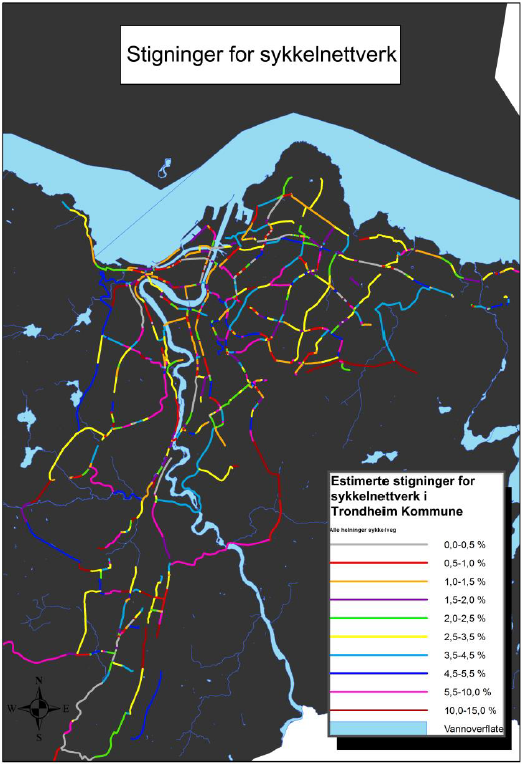 Stigninger for sykkelnettverk
Estimerte stigninger for
sykkelnettverk i
Trondheim Kommune
Alle helninger sykkelveg
0,0-0,5 %
0,5-1,0 %
1,0-1,5 %
1,5-2,0 %
2,0-2,5 %
2,5-3,5 %
3,5-4,5 %
4,5-5,5 %
5,5-10,0 %
10,0-15,0 %
Vannoverflate
N
W E
S